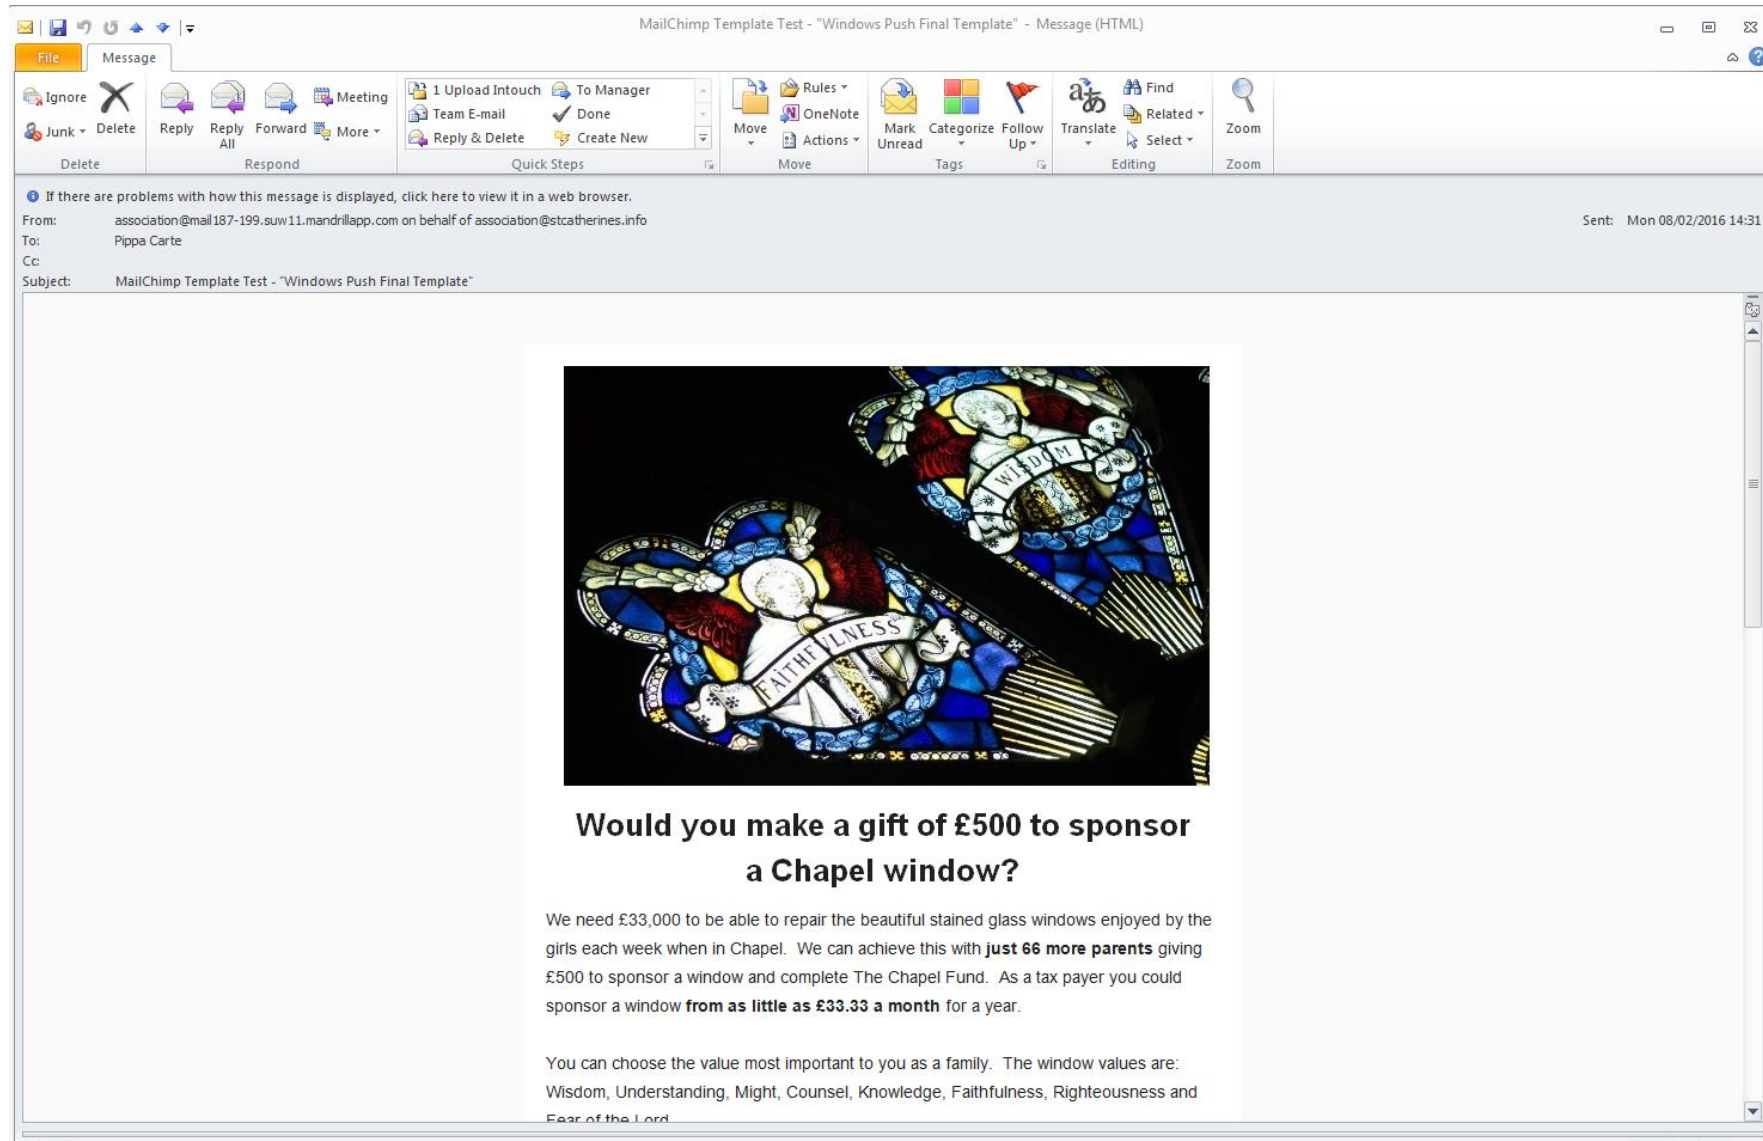 MailChimp Template Test - "Windows Push Final Template" - Message (HTML)
File Message
Ignore
Junk
Delete
Delete
Reply
Reply All
Forward
Meeting
More
Respond
1 Upload Intouch To Manager
Team E-mail Done
Reply & Delete Create New
Quick Steps
Move
Rules
OneNote
Actions
Move
Mark Unread
Categorize
Follow Up
Tags
Translate
Find
Related
Select
Editing
Zoom
Zoom
If there are problems with how this message is displayed, click here to view it in a web browser.
From: association@mail187-199.suw11.mandrillapp.com on behalf of association@stcatherines.info
Sent: Mon 08/02/2016 14:31
To: Pippa Carte
Cc:
Subject: MailChimp Template Test - "Windows Push Final Template"
WISDOM
FAITHFVLNESS
Would you make a gift of £500 to sponsor
a Chapel window?
We need £33,000 to be able to repair the beautiful stained glass windows enjoyed by the
girls each week when in Chapel. We can achieve this with just 66 more parents giving
£500 to sponsor a window and complete The Chapel Fund. As a tax payer you could
sponsor a window from as little as £33.33 a month for a year.
You can choose the value most important to you as a family. The window values are:
Wisdom, Understanding, Might, Counsel, Knowledge, Faithfulness, Righteousness and
Fear of the Lord